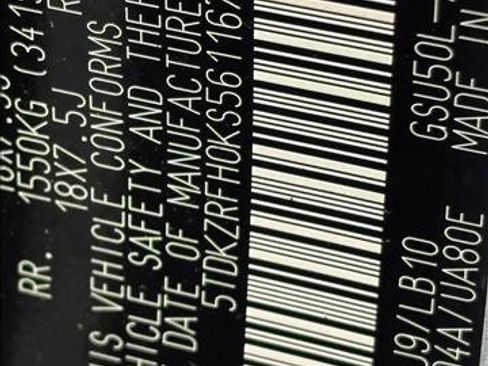 1550KG (341
RR. 18X7.5J R
IS VEHICLE CONFORMS
HICLE SAFETY AND THE
DATE OF MANUFACTURE
5TDKZRFH0KS561167
J9/LB10 GSU50L-
04A/UA80E MADE IN